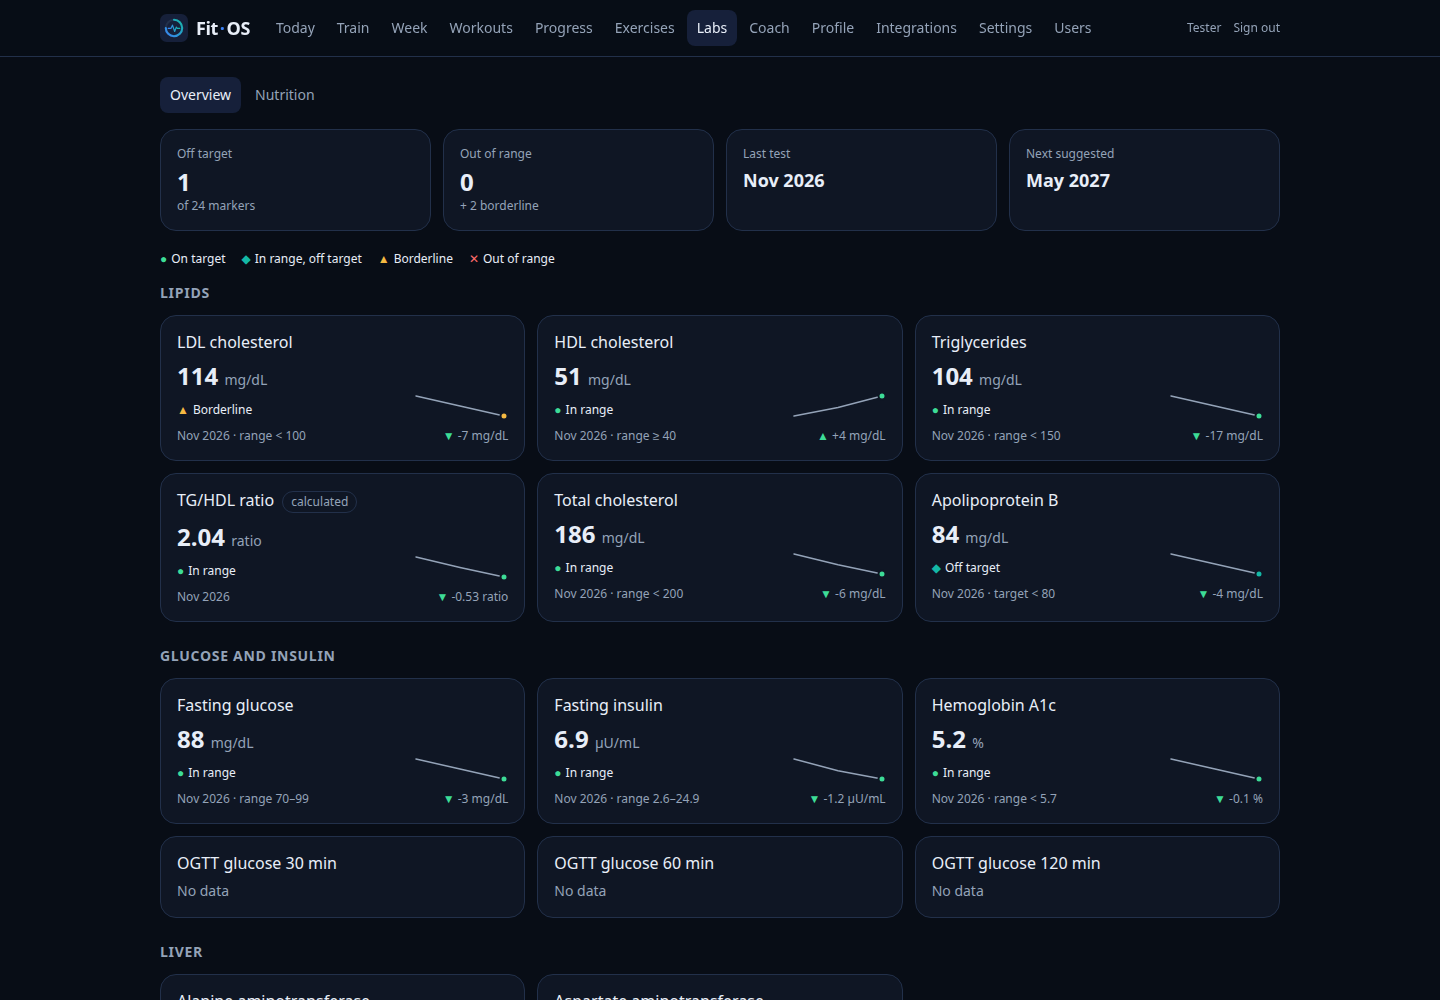 Fit·OS Today Train Week Workouts Progress Exercises Labs Coach Profile Integrations Settings Users Tester Sign out
Overview Nutrition
Off target
1
of 24 markers
Out of range
0
+ 2 borderline
Last test
Nov 2026
Next suggested
May 2027
● On target ◆ In range, off target ▲ Borderline ✕ Out of range
LIPIDS
LDL cholesterol
114 mg/dL
▲ Borderline
Nov 2026 · range < 100 ▼ -7 mg/dL
HDL cholesterol
51 mg/dL
● In range
Nov 2026 · range ≥ 40 ▲ +4 mg/dL
Triglycerides
104 mg/dL
● In range
Nov 2026 · range < 150 ▼ -17 mg/dL
TG/HDL ratio calculated
2.04 ratio
● In range
Nov 2026 ▼ -0.53 ratio
Total cholesterol
186 mg/dL
● In range
Nov 2026 · range < 200 ▼ -6 mg/dL
Apolipoprotein B
84 mg/dL
◆ Off target
Nov 2026 · target < 80 ▼ -4 mg/dL
GLUCOSE AND INSULIN
Fasting glucose
88 mg/dL
● In range
Nov 2026 · range 70–99 ▼ -3 mg/dL
Fasting insulin
6.9 µU/mL
● In range
Nov 2026 · range 2.6–24.9 ▼ -1.2 µU/mL
Hemoglobin A1c
5.2 %
● In range
Nov 2026 · range < 5.7 ▼ -0.1 %
OGTT glucose 30 min
No data
OGTT glucose 60 min
No data
OGTT glucose 120 min
No data
LIVER
Alanine aminotransferase
Aspartate aminotransferase